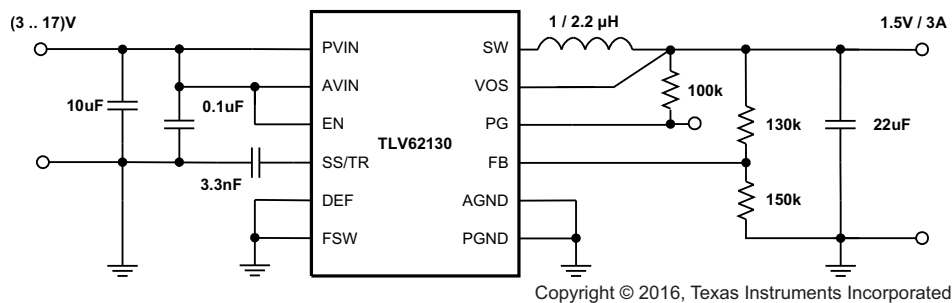 (3 .. 17)V
1 / 2.2 µH
1.5V / 3A
PVIN
SW
AVIN
VOS
10uF
0.1uF
100k
EN
PG
TLV62130
130k
22uF
SS/TR
FB
3.3nF
DEF
AGND
150k
FSW
PGND
Copyright © 2016, Texas Instruments Incorporated